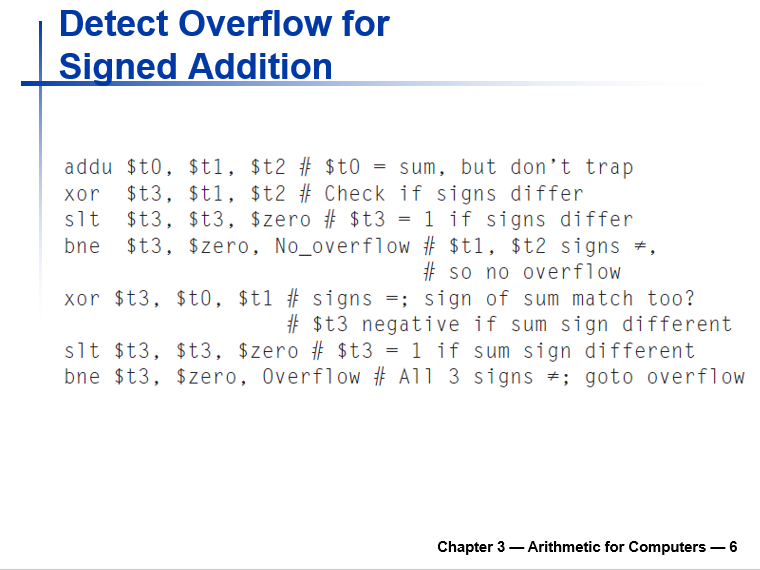 Detect Overflow for
Signed Addition
addu $t0, $t1, $t2 # $t0 = sum, but don't trap
xor $t3, $t1, $t2 # Check if signs differ
slt $t3, $t3, $zero # $t3 = 1 if signs differ
bne $t3, $zero, No_overflow # $t1, $t2 signs ≠,
# so no overflow
xor $t3, $t0, $t1 # signs =; sign of sum match too?
# $t3 negative if sum sign different
slt $t3, $t3, $zero # $t3 = 1 if sum sign different
bne $t3, $zero, Overflow # All 3 signs ≠; goto overflow
Chapter 3 — Arithmetic for Computers — 6